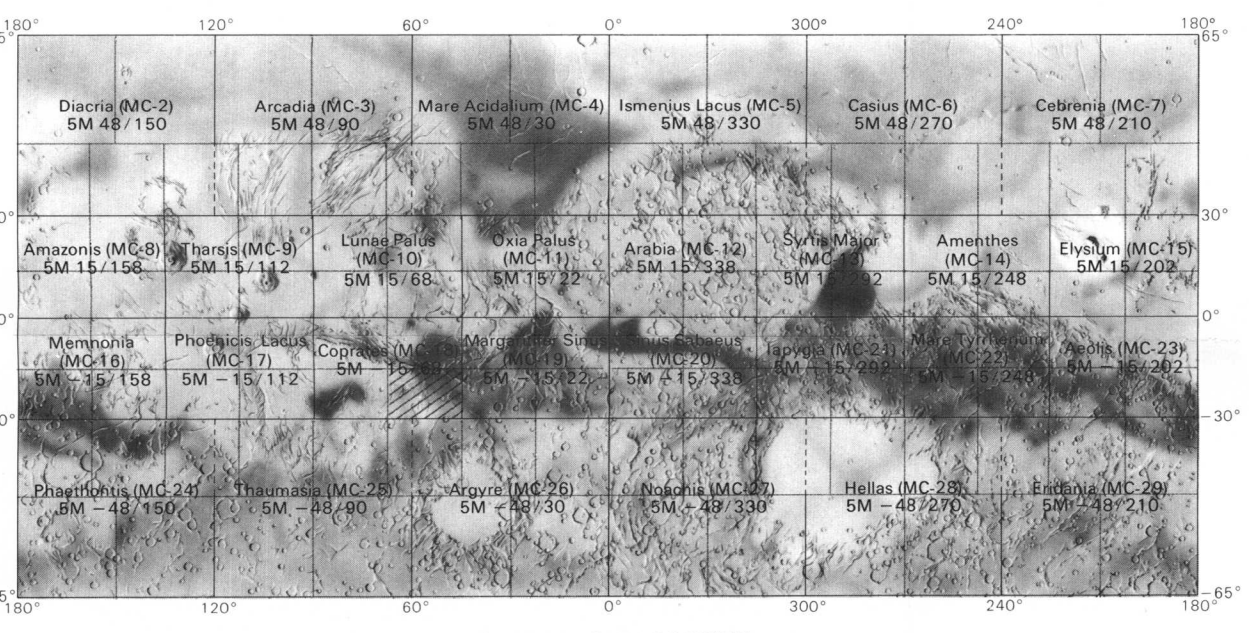 180° 120° 60° 0° 300° 240° 180°
5° 65°
Diacria (MC-2) Arcadia (MC-3) Mare Acidalium (MC-4) Ismenius Lacus (MC-5) Casius (MC-6) Cebrenia (MC-7)
5M 48/150 5M 48/90 5M 48/30 5M 48/330 5M 48/270 5M 48/210
0° 30°
Amazonis (MC-8) Tharsis (MC-9) Lunae Palus Oxia Palus Arabia (MC-12) Syrtis Major Amenthes Elysium (MC-15)
(MC-10) (MC-11) (MC-13) (MC-14)
5M 15/158 5M 15/112 5M 15/68 5M 15/22 5M 15/338 5M 15/292 5M 15/248 5M 15/202
0° 0°
Memnonia Phoenicis Lacus Coprates (MC-18) Margaritifer Sinus Sinus Sabaeus Iapygia (MC-21) Mare Tyrrhenum Aeolis (MC-23)
(MC-16) (MC-17) (MC-19) (MC-20) (MC-22)
5M −15/158 5M −15/112 5M −15/68 5M −15/22 5M −15/338 5M −15/292 5M −15/248 5M −15/202
0° −30°
Phaethontis (MC-24) Thaumasia (MC-25) Argyre (MC-26) Noachis (MC-27) Hellas (MC-28) Eridania (MC-29)
5M −48/150 5M −48/90 5M −48/30 5M −48/330 5M −48/270 5M −48/210
5° −65°
180° 120° 60° 0° 300° 240° 180°